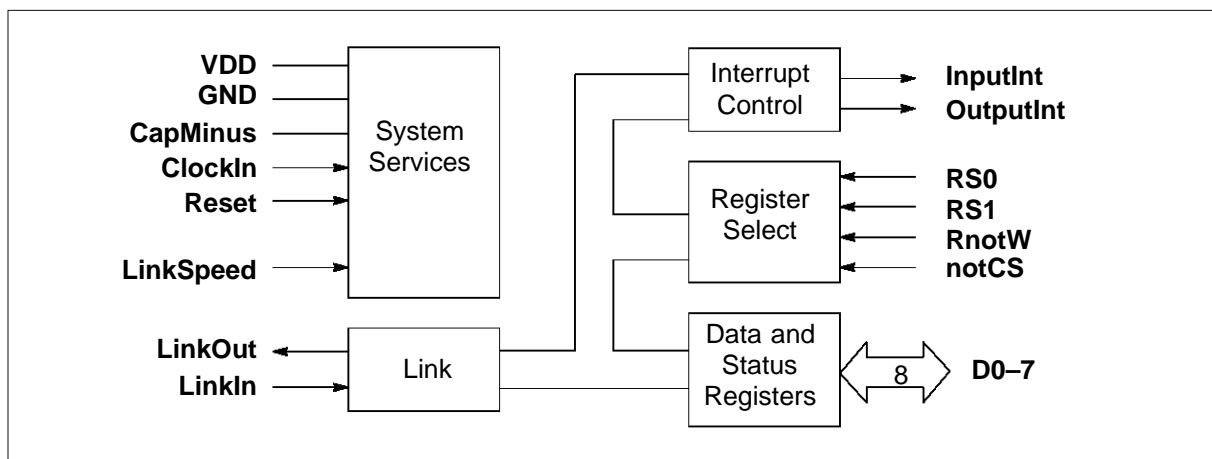 VDD
GND
CapMinus
ClockIn
Reset
LinkSpeed
System
Services
LinkOut
LinkIn
Link
Interrupt
Control
InputInt
OutputInt
Register
Select
RS0
RS1
RnotW
notCS
Data and
Status
Registers
8
D0–7